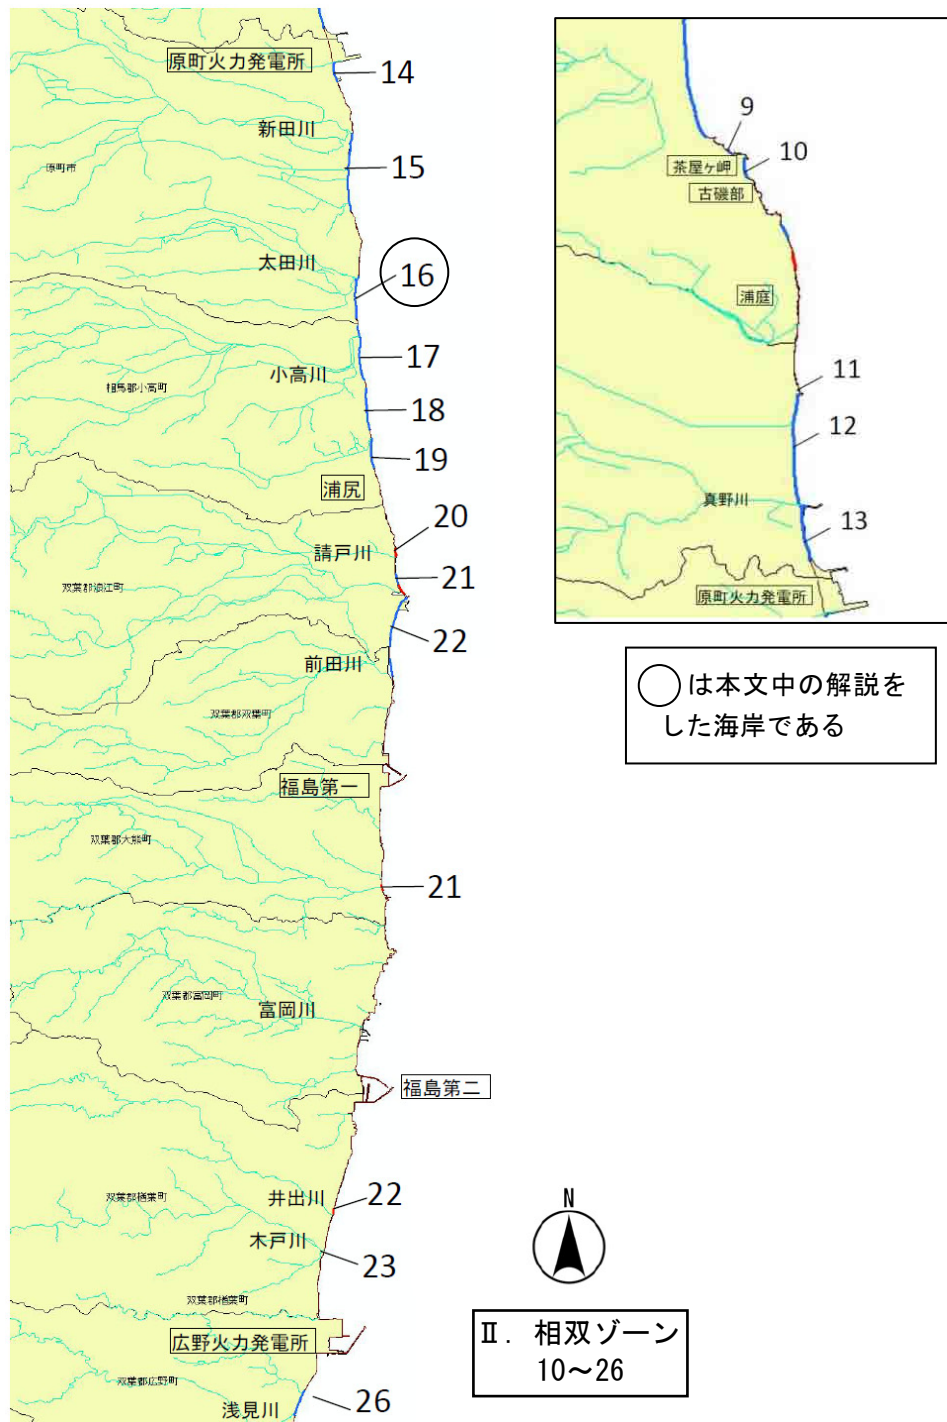 原町火力発電所
14
新田川
原町市
15
太田川
16
17
小高川
相馬郡小高町
18
19
浦尻
20
請戸川
21
双葉郡浪江町
22
前田川
双葉郡双葉町
福島第一
双葉郡大熊町
21
双葉郡富岡町
富岡川
福島第二
双葉郡楢葉町
井出川
22
木戸川
23
双葉郡楢葉町
広野火力発電所
双葉郡広野町
26
浅見川
9
10
茶屋ヶ岬
古磯部
浦庭
11
12
真野川
13
原町火力発電所
◯は本文中の解説を
した海岸である
N
Ⅱ. 相双ゾーン
10～26